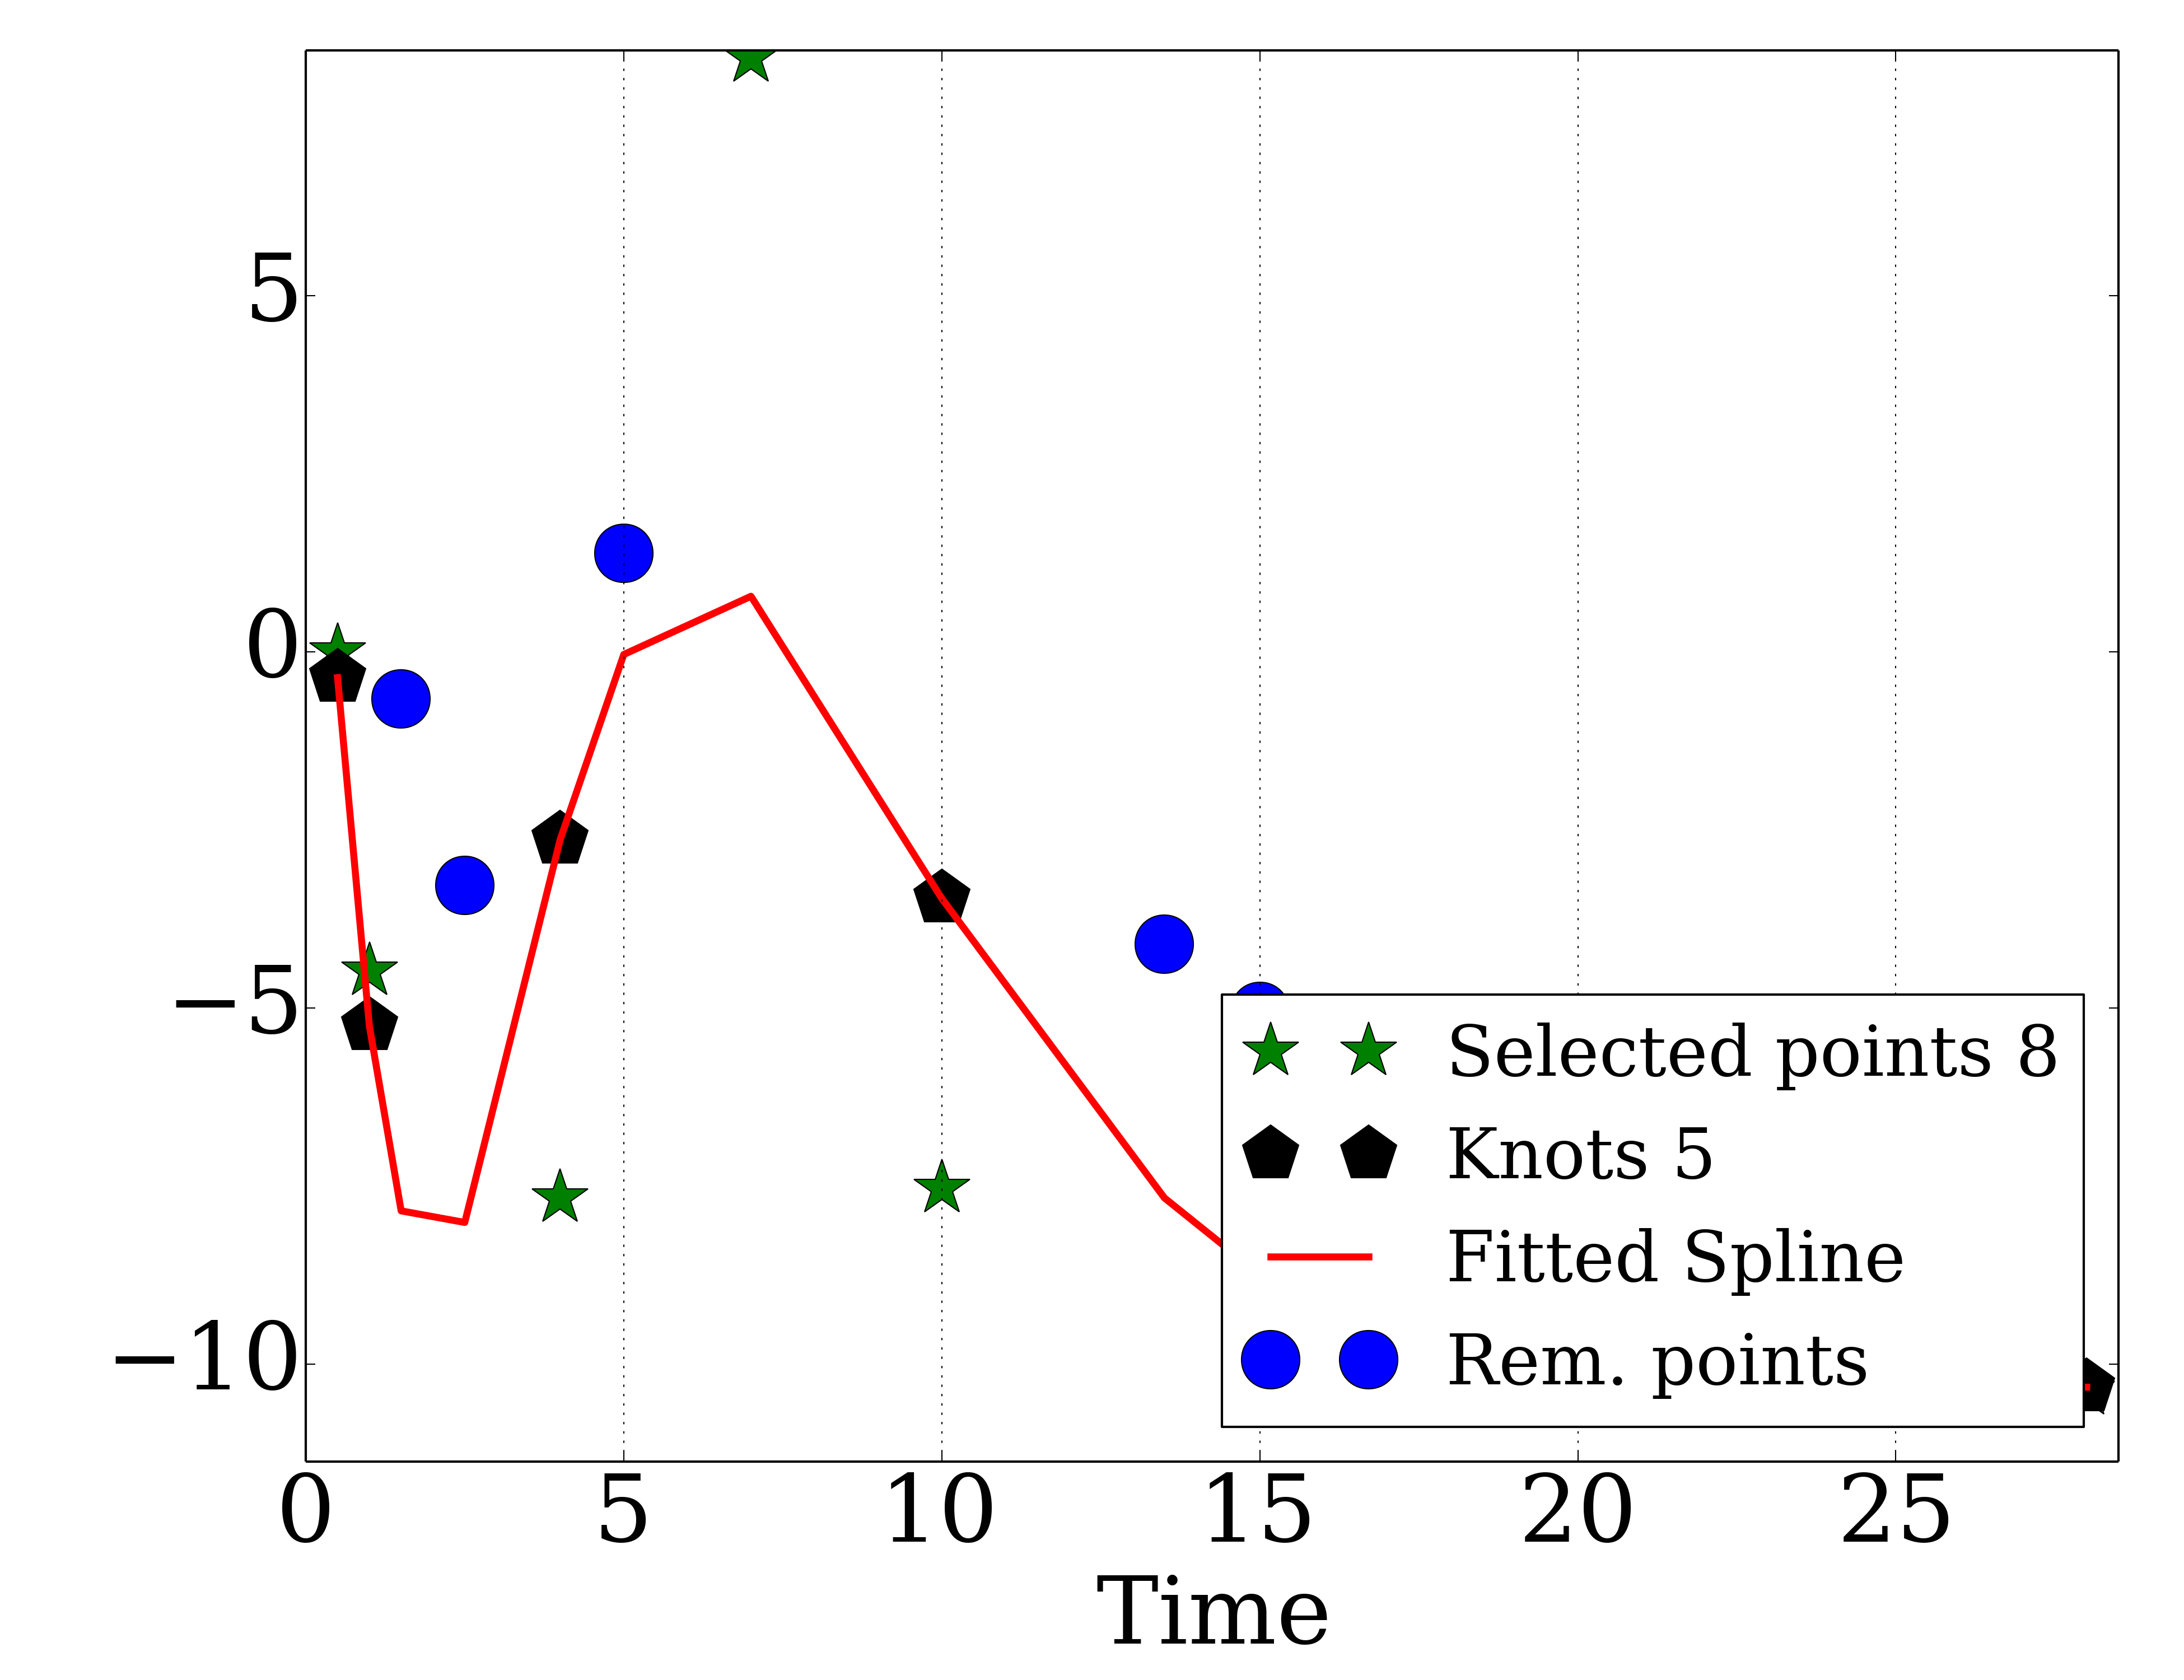 5
0
−5
−10
0 5 10 15 20 25
Time
Selected points 8
Knots 5
Fitted Spline
Rem. points